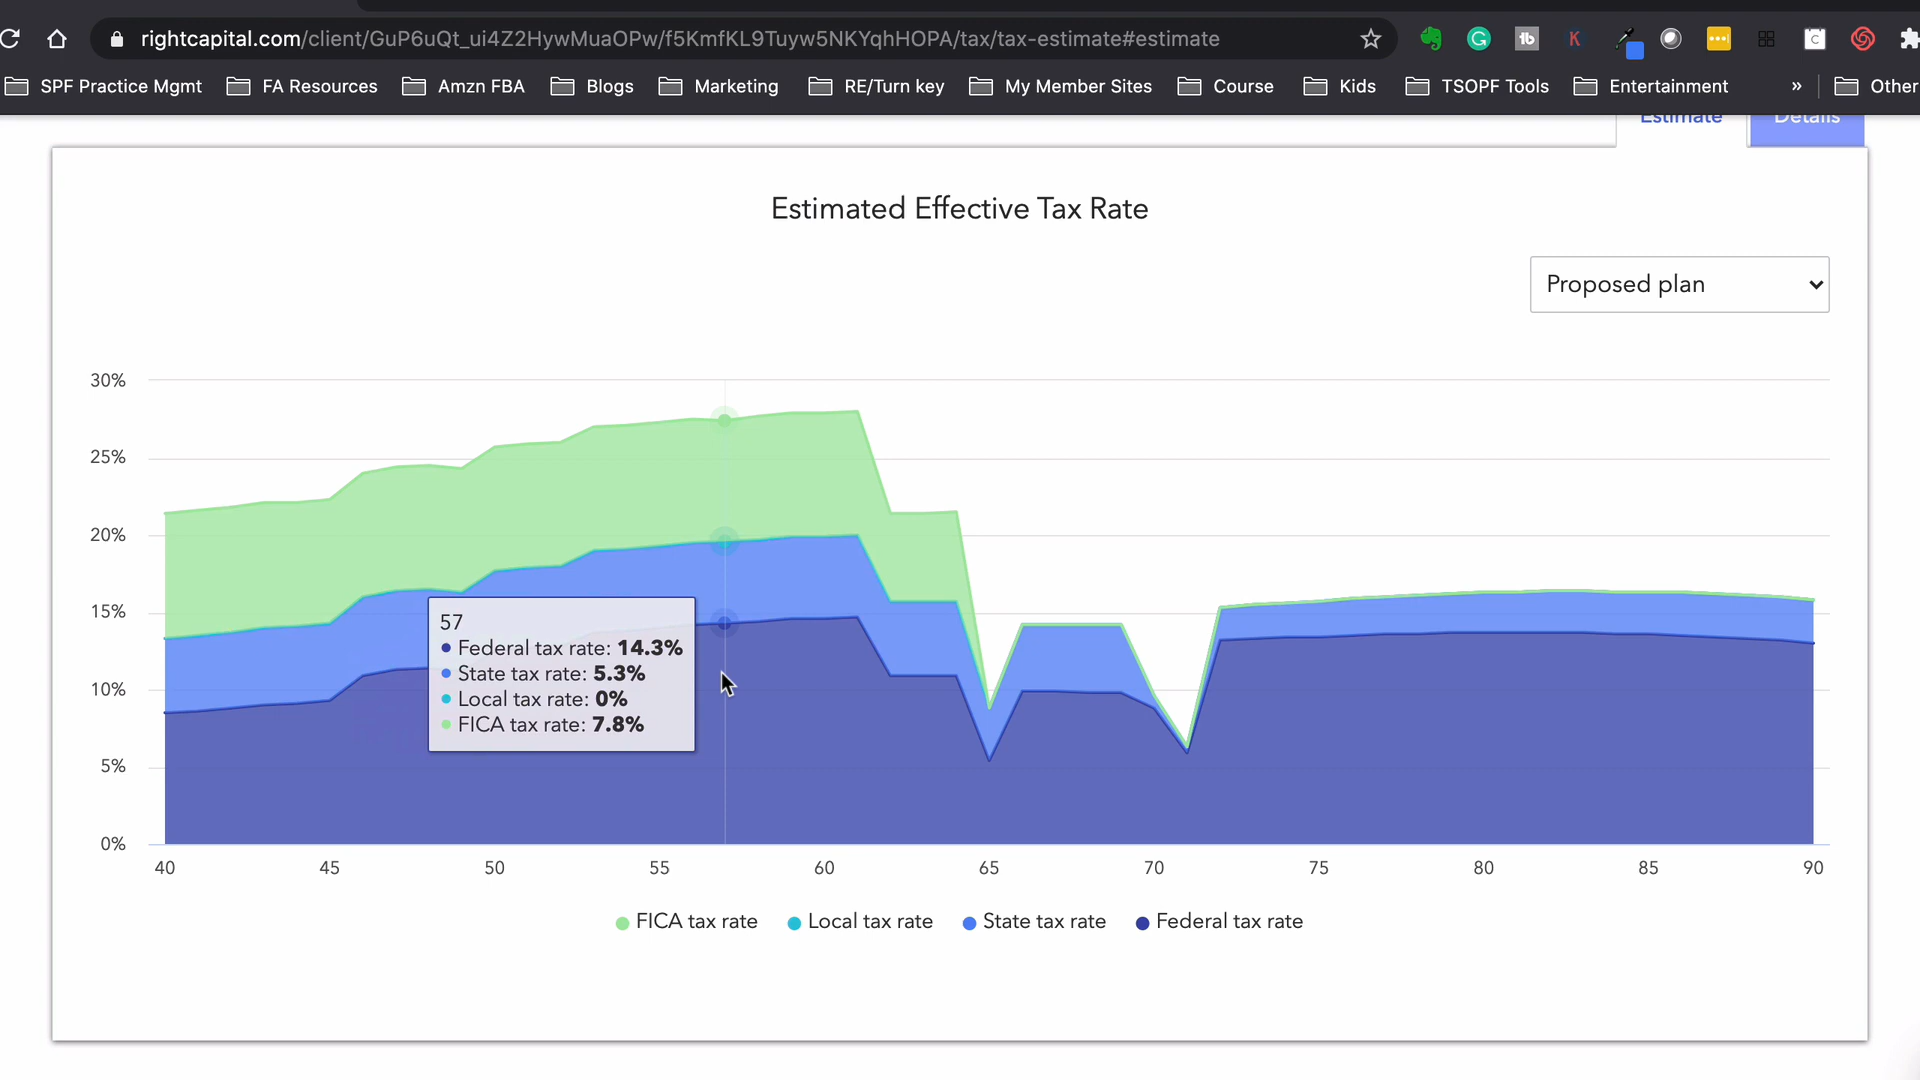 rightcapital.com/client/GuP6uQt_ui4Z2HywMuaOPw/f5KmfKL9Tuyw5NKYqhHOPA/tax/tax-estimate#estimate
SPF Practice Mgmt FA Resources Amzn FBA Blogs Marketing RE/Turn key My Member Sites Course Kids TSOPF Tools Entertainment » Other
Estimate Details
Estimated Effective Tax Rate
Proposed plan
30%
25%
20%
15%
10%
5%
0%
57
Federal tax rate: 14.3%
State tax rate: 5.3%
Local tax rate: 0%
FICA tax rate: 7.8%
40 45 50 55 60 65 70 75 80 85 90
FICA tax rate Local tax rate State tax rate Federal tax rate